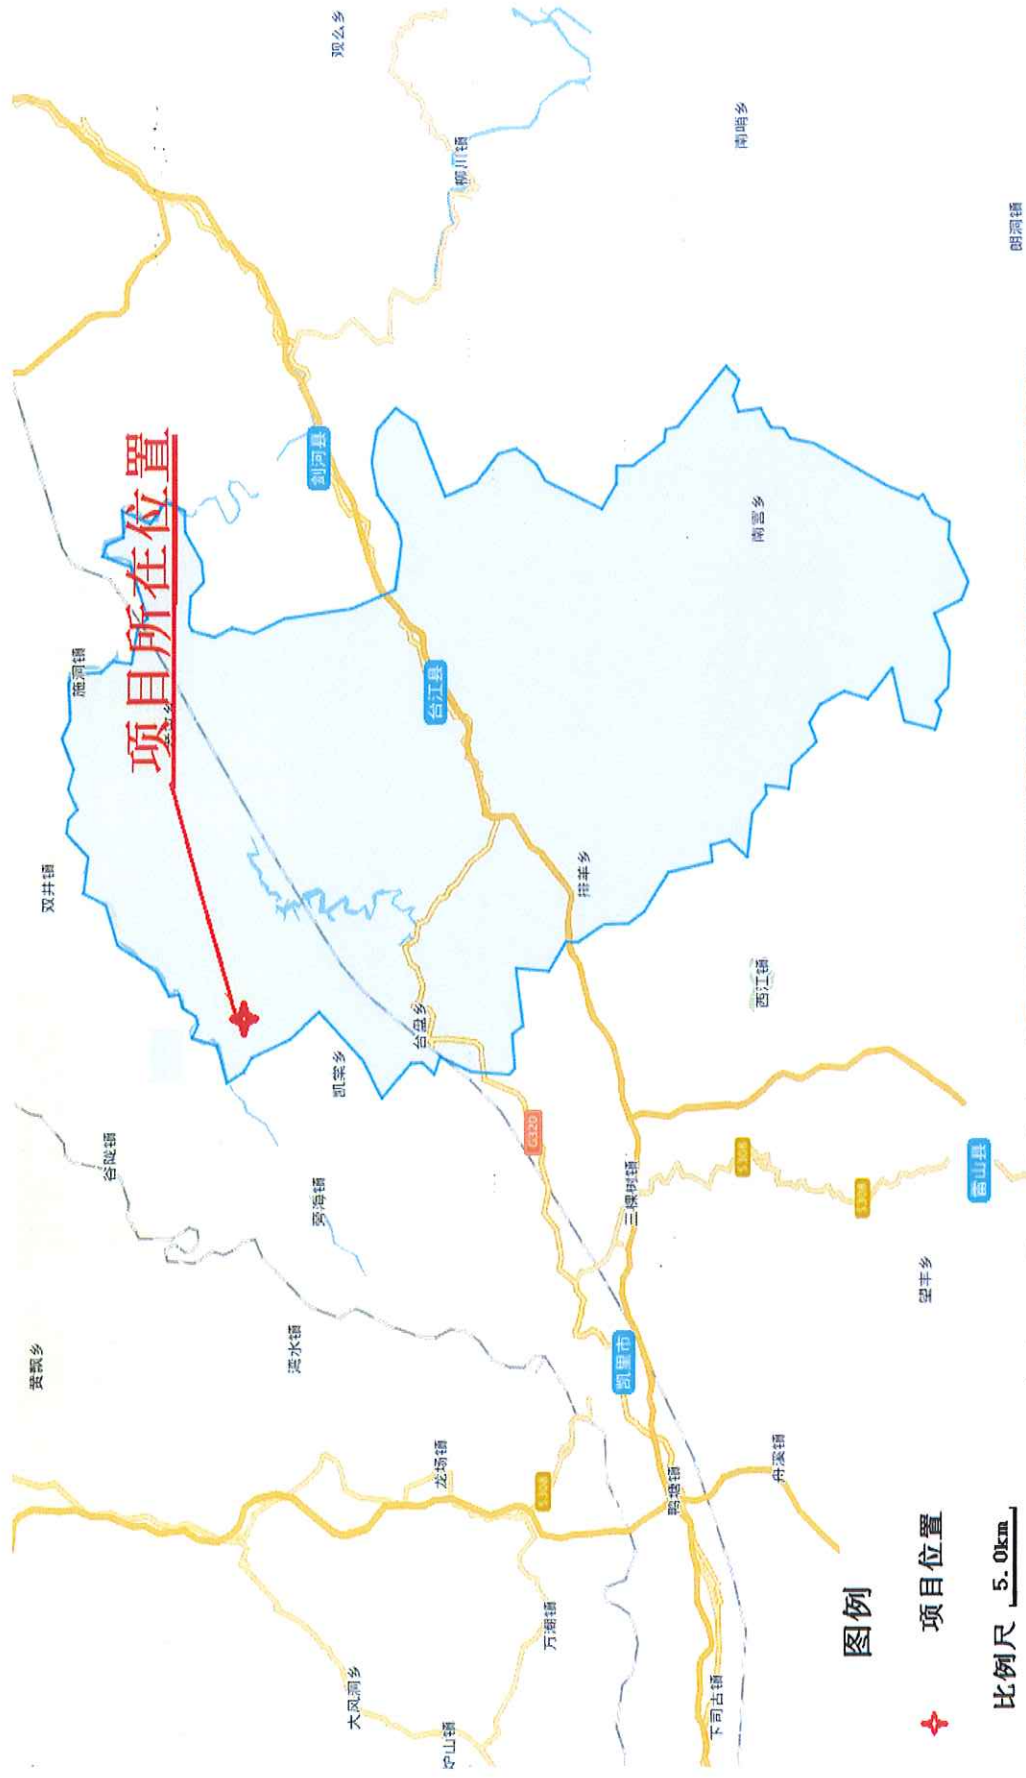 黄飘乡
双井镇
施洞镇
谷陇镇
项目所在位置
湾水镇
旁海镇
凯棠乡
剑河县
观么乡
大风洞乡
台盘乡
台江县
炉山镇
龙场镇
柳川镇
S308
G320
万潮镇
排羊乡
凯里市
三棵树镇
鸭塘镇
下司古镇
S308
南哨乡
舟溪镇
西江镇
南宫乡
图例
S308
望丰乡
项目位置
雷山县
比例尺 5.0km
朗洞镇